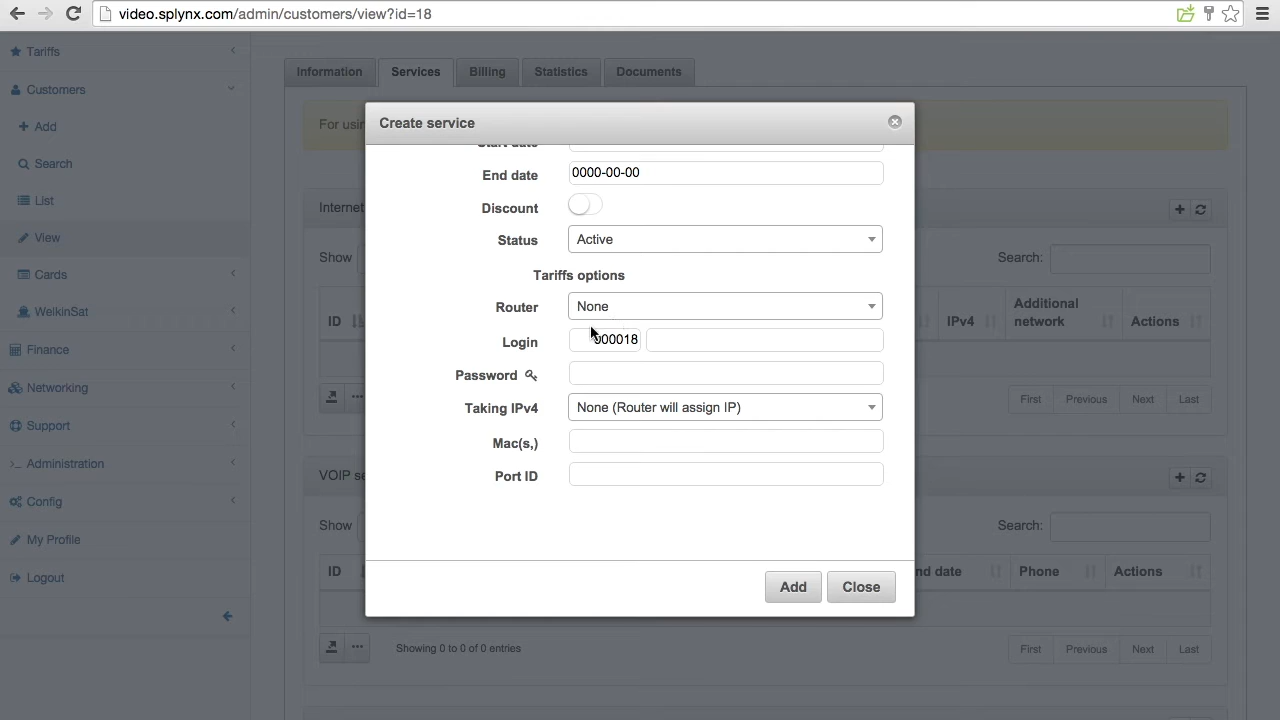 video.splynx.com/admin/customers/view?id=18
Tariffs
Customers
Add
Search
List
View
Cards
WelkinSat
Finance
Networking
Support
Administration
Config
My Profile
Logout
Information Services Billing Statistics Documents
For usin
Create service
Start date
End date 0000-00-00
Discount
Status Active
Tariffs options
Router None
Login 000018
Password
Taking IPv4 None (Router will assign IP)
Mac(s,)
Port ID
Add Close
Internet
Show Search:
ID IPv4 Additional network Actions
First Previous Next Last
VOIP se
Show Search:
ID nd date Phone Actions
Showing 0 to 0 of 0 entries
First Previous Next Last